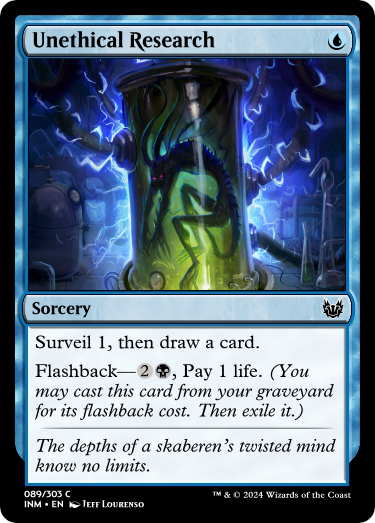 Unethical Research
Sorcery
Surveil 1, then draw a card.
Flashback—2, Pay 1 life. (You
may cast this card from your graveyard
for its flashback cost. Then exile it.)
The depths of a skaberen's twisted mind
know no limits.
089/303 C
INM • EN Jeff Lourenso
™ & © 2024 Wizards of the Coast